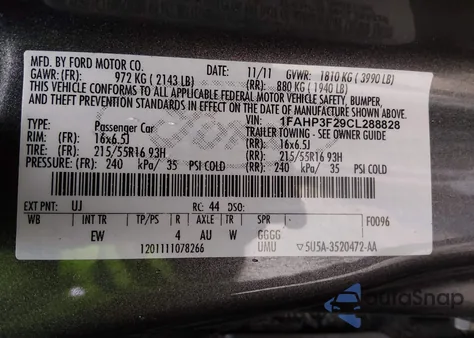 MFD. BY FORD MOTOR CO. 11/11 GVWR: 1810 KG ( 3990 LB)
GAWR: (FR) 972 KG ( 2143 LB) (RR): 880 KG ( 1940 LB)
THIS VEHICLE CONFORMS TO ALL APPLICABLE FEDERAL MOTOR VEHICLE SAFETY, BUMPER,
AND THEFT PREVENTION STANDARDS IN EFFECT ON THE DATE OF MANUFACTURE SHOWN ABOVE.
VIN: 1FAHP3F29CL288828
TYPE: Passenger Car TRAILER TOWING - SEE OWNER GUIDE
RIM: (FR) 16x6.5J (RR): 16x6.5J
TIRE: (FR) 215/55R16 93H (RR): 215/55R16 93H
PRESSURE: (FR) 240 kPa/ 35 PSI COLD (RR): 240 kPa/ 35 PSI COLD
EXT PNT: UJ RC: 44 DSO:
WB INT TR TP/PS R AXLE TR SPR F0096
EW 4 AU W GGGG
1201111078266 UMU ▽5U5A-3520472-AA
AutoSnap